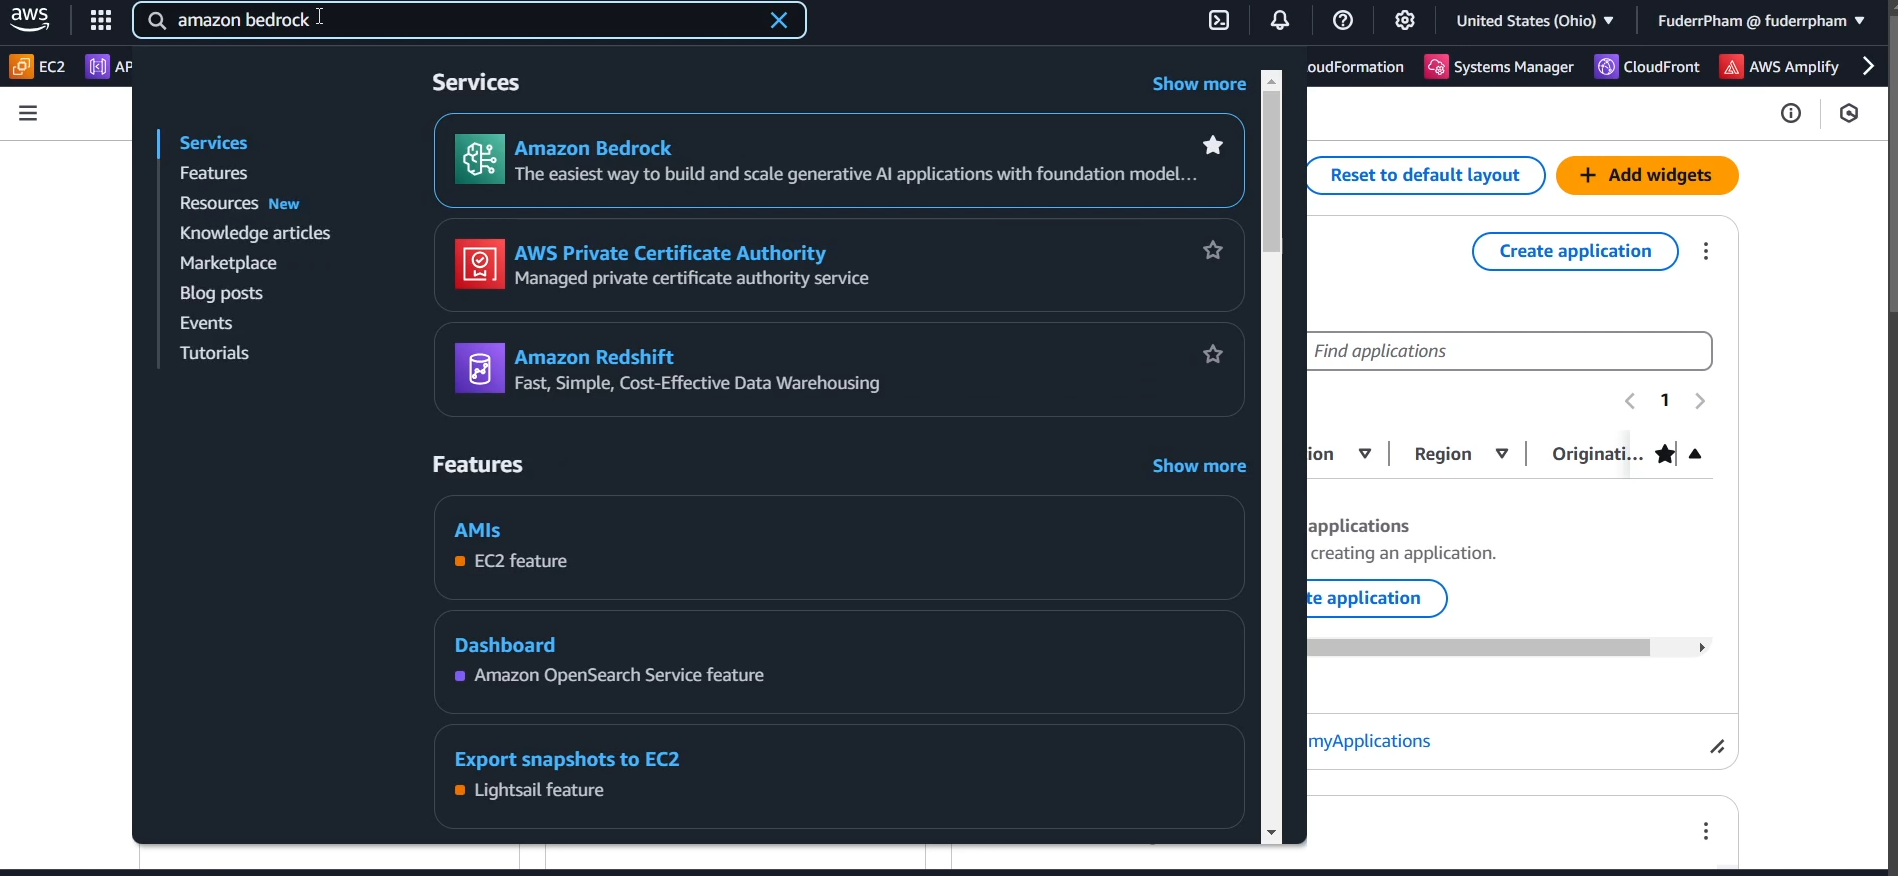 aws
amazon bedrock
United States (Ohio)
FuderrPham @ fuderrpham
EC2
AP
oudFormation
Systems Manager
CloudFront
AWS Amplify
Services
Show more
Services
Features
Resources New
Knowledge articles
Marketplace
Blog posts
Events
Tutorials
Amazon Bedrock
The easiest way to build and scale generative AI applications with foundation model...
AWS Private Certificate Authority
Managed private certificate authority service
Amazon Redshift
Fast, Simple, Cost-Effective Data Warehousing
Features
Show more
AMIs
EC2 feature
Dashboard
Amazon OpenSearch Service feature
Export snapshots to EC2
Lightsail feature
Reset to default layout
+ Add widgets
Create application
Find applications
1
ion
Region
Originati...
applications
creating an application.
te application
myApplications